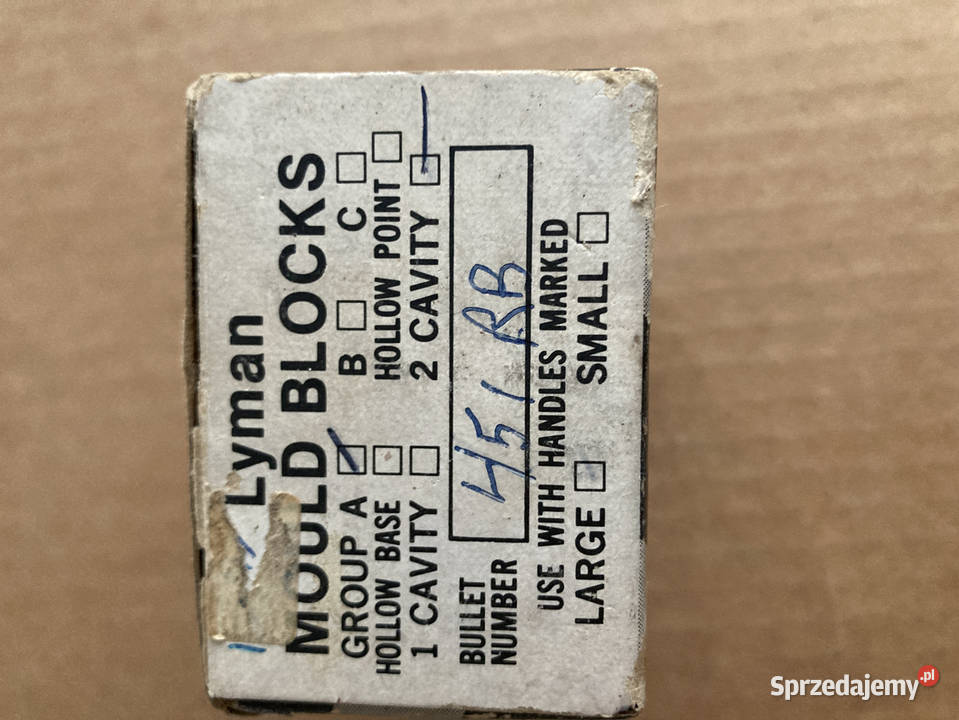 Lyman
MOULD BLOCKS
GROUP A ☐ B ☐ C ☐
HOLLOW BASE ☐ HOLLOW POINT ☐
1 CAVITY ☐ 2 CAVITY ☐
BULLET NUMBER 451 RB
USE WITH HANDLES MARKED
LARGE ☐ SMALL ☐
Sprzedajemy.pl